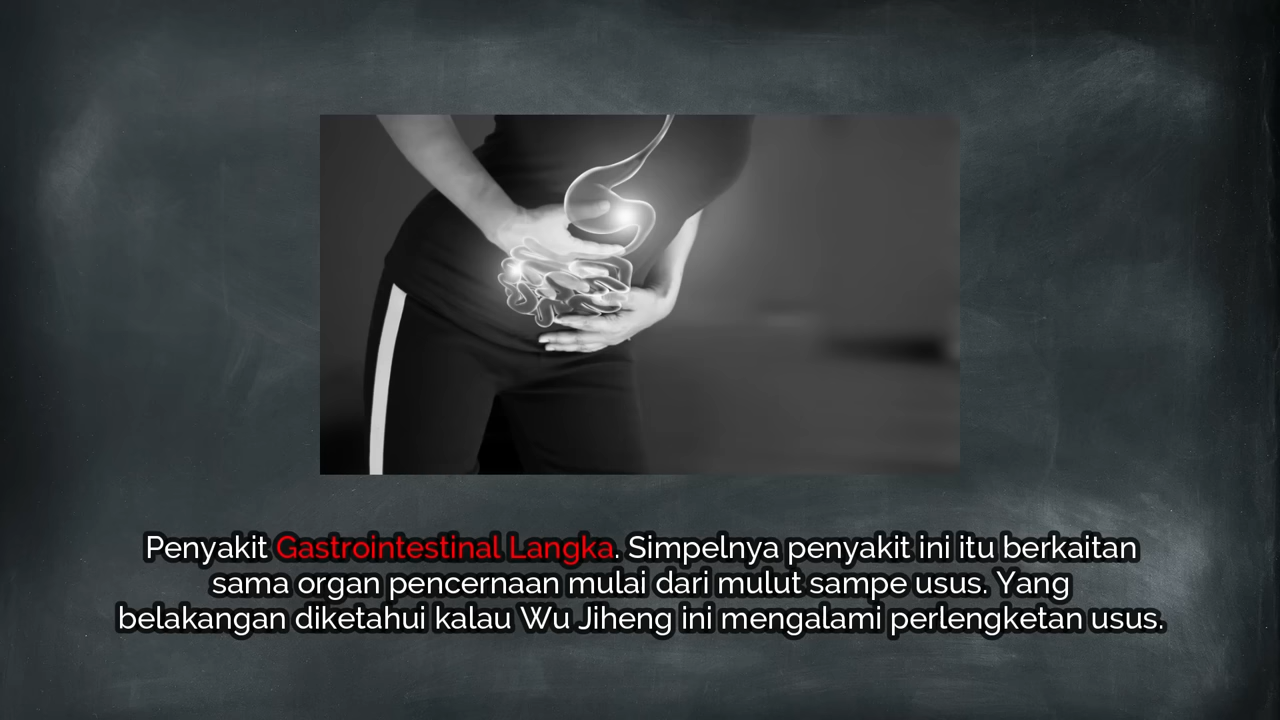 Penyakit Gastrointestinal Langka. Simpelnya penyakit ini itu berkaitan
sama organ pencernaan mulai dari mulut sampe usus. Yang
belakangan diketahui kalau Wu Jiheng ini mengalami perlengketan usus.